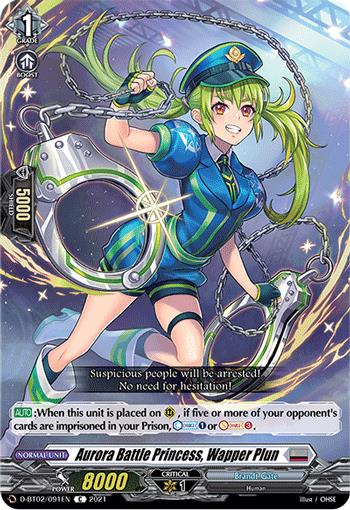 1
GRADE
BOOST
5000
SHIELD
Suspicious people will be arrested!
No need for hesitation!
AUTO:When this unit is placed on , if five or more of your opponent's
cards are imprisoned in your Prison, 1 or 3.
NORMAL UNIT
Aurora Battle Princess, Wapper Plun
POWER 8000
CRITICAL
1
Brandt Gate
Human
D-BT02/091EN C 2021
illust / OHSE